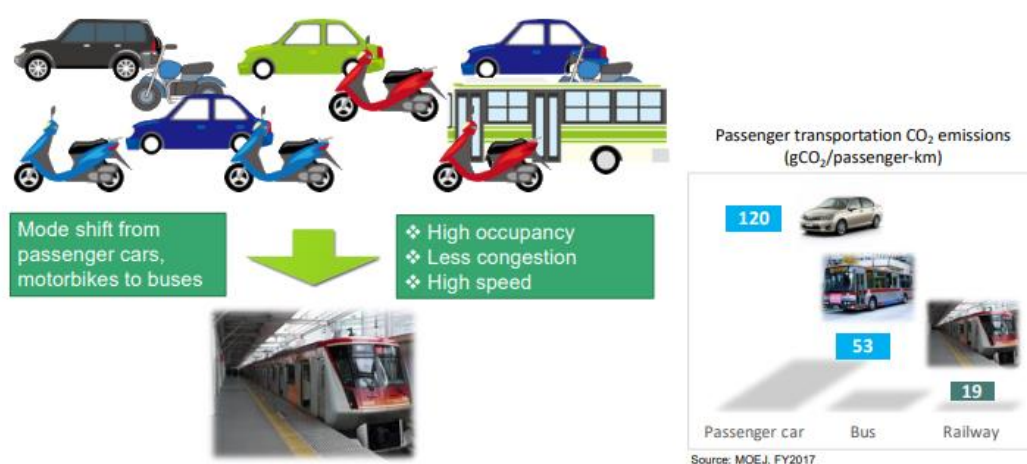 Mode shift from
passenger cars,
motorbikes to buses
❖ High occupancy
❖ Less congestion
❖ High speed
Passenger transportation CO₂ emissions
(gCO₂/passenger-km)
120
53
19
Passenger car Bus Railway
Source: MOEJ, FY2017